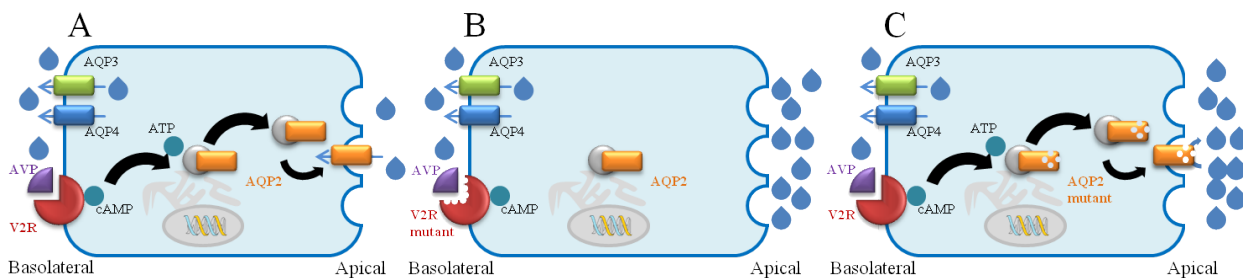 A
AQP3
AQP4
ATP
AVP
AQP2
cAMP
V2R
Basolateral
Apical
B
AQP3
AQP4
AVP
AQP2
cAMP
V2R
mutant
Basolateral
Apical
C
AQP3
AQP4
ATP
AVP
AQP2
mutant
cAMP
V2R
Basolateral
Apical